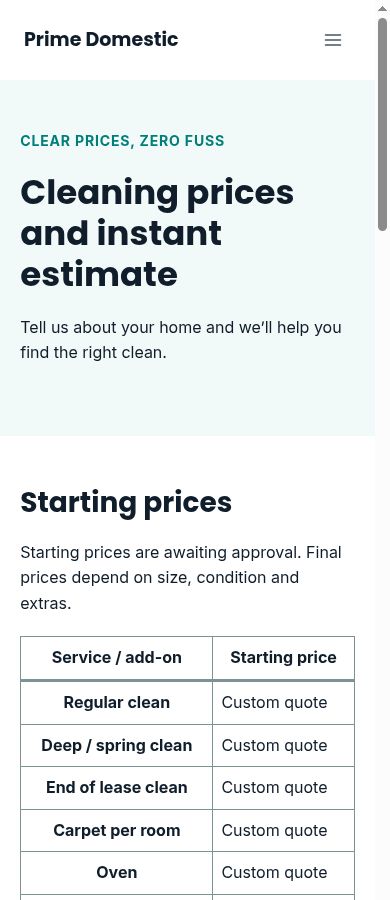 Prime Domestic
CLEAR PRICES, ZERO FUSS
Cleaning prices
and instant
estimate
Tell us about your home and we’ll help you
find the right clean.
Starting prices
Starting prices are awaiting approval. Final
prices depend on size, condition and
extras.
Service / add-on Starting price
Regular clean Custom quote
Deep / spring clean Custom quote
End of lease clean Custom quote
Carpet per room Custom quote
Oven Custom quote